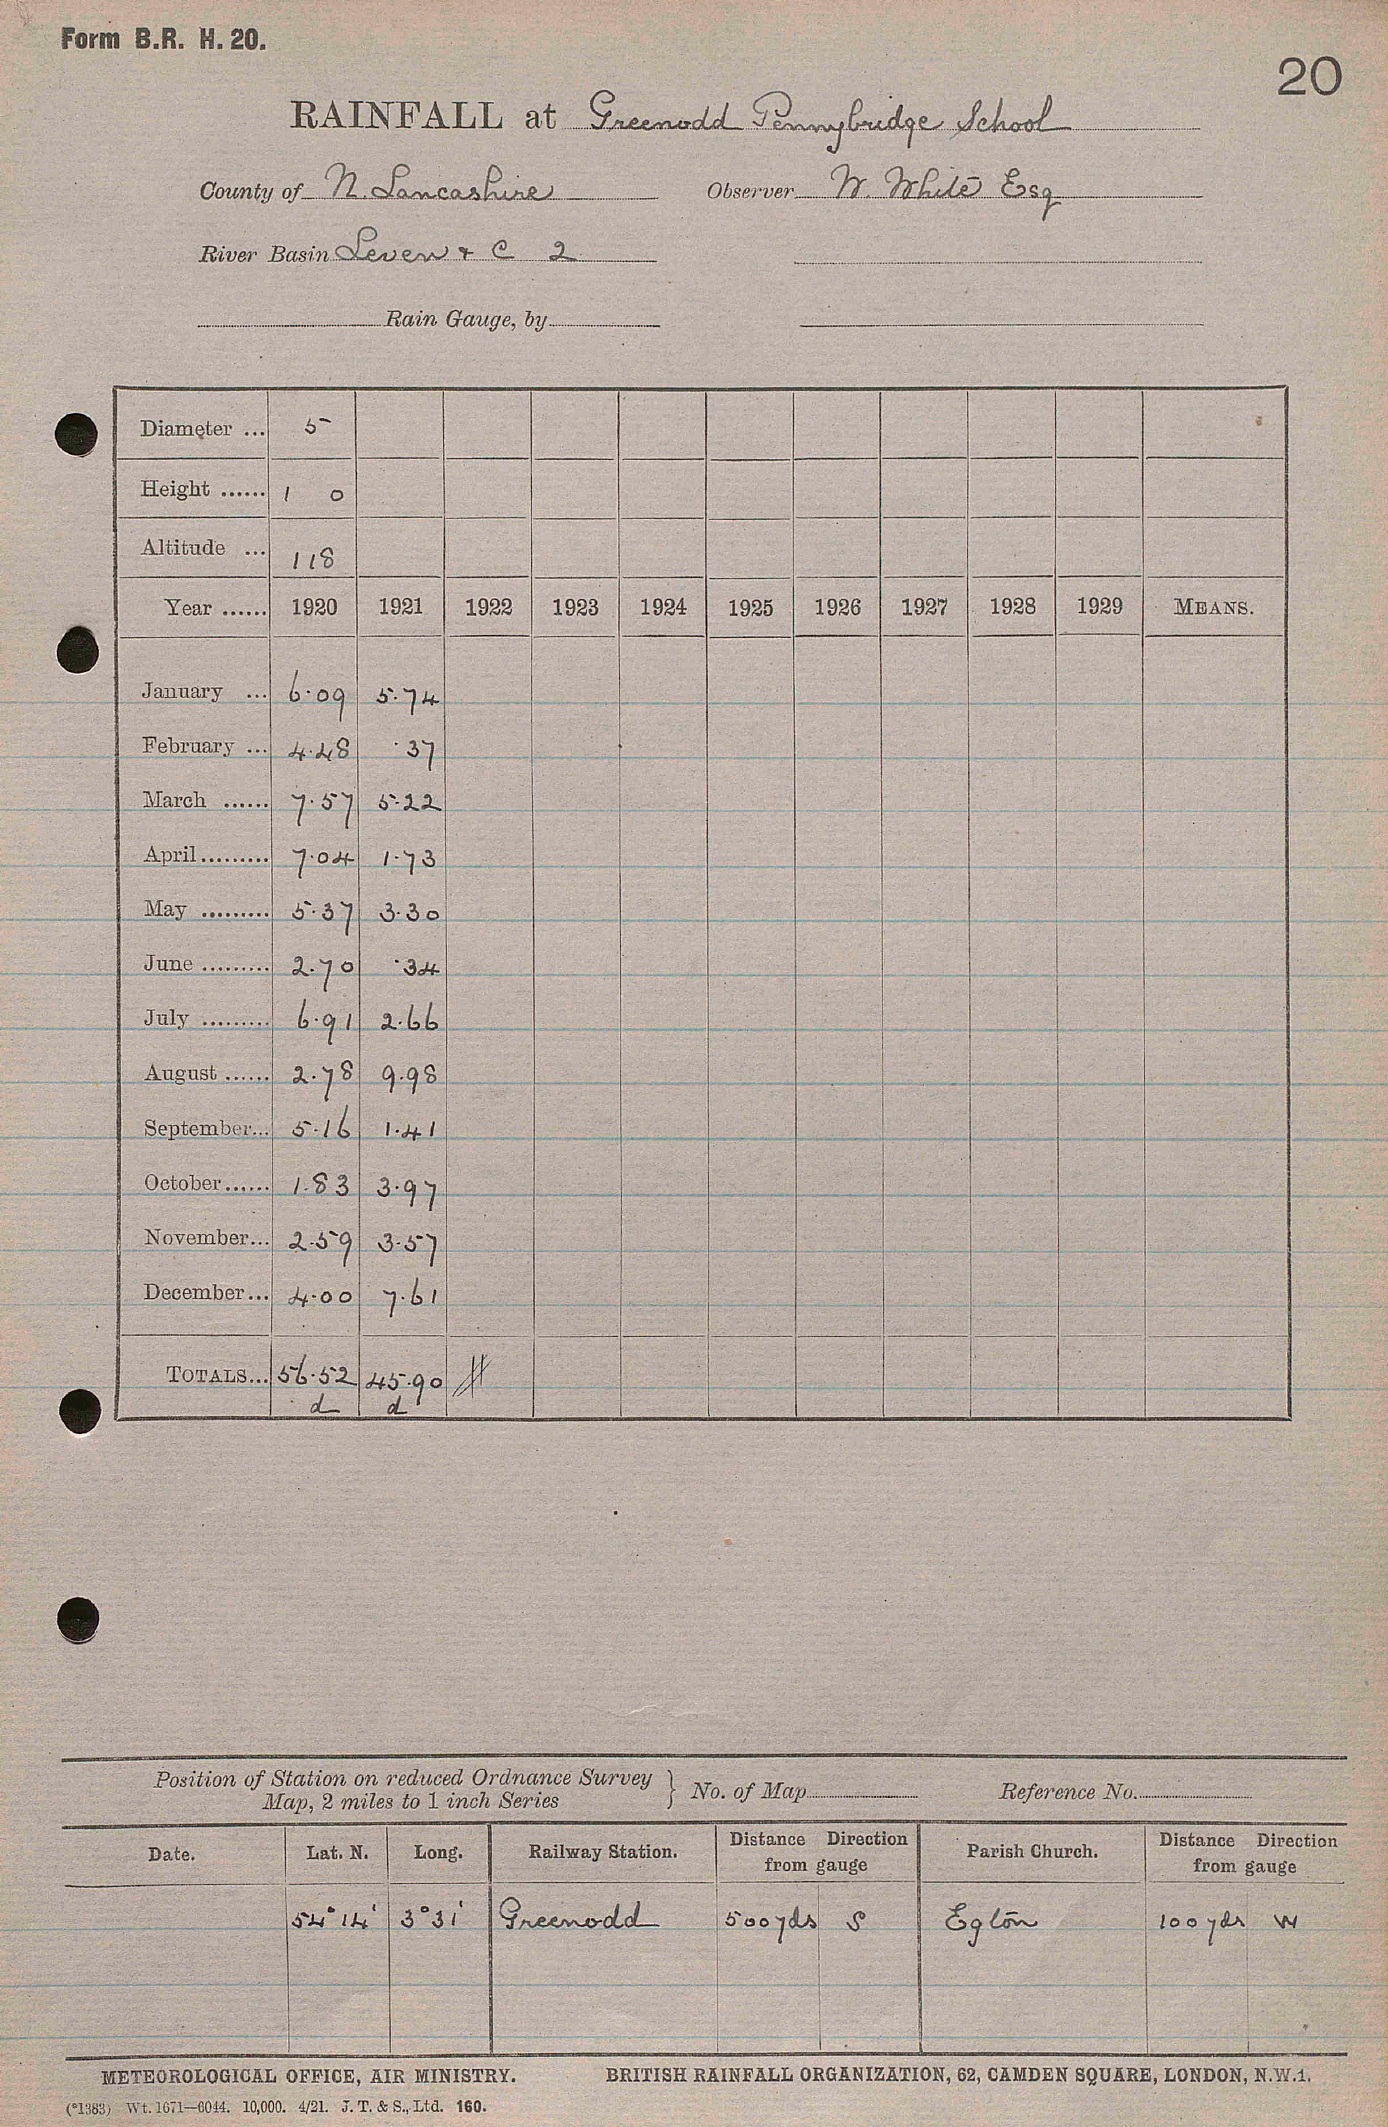 Form B.R. H. 20.
20
RAINFALL at Greenodd Pennybridge School
County of N. Lancashire Observer W. White Esq
River Basin Leven & C 2
Rain Gauge, by
Diameter ... 5
Height ...... 1 0
Altitude ... 118
Year ...... 1920 1921 1922 1923 1924 1925 1926 1927 1928 1929 MEANS.
January ... 6.09 5.74
February ... 4.48 .37
March ...... 7.57 5.22
April ......... 7.04 1.73
May ......... 5.37 3.30
June ......... 2.70 .34
July ......... 6.91 2.66
August ...... 2.78 9.98
September... 5.16 1.41
October...... 1.83 3.97
November... 2.59 3.57
December... 4.00 7.61
TOTALS... 56.52 45.90
d d
Position of Station on reduced Ordnance Survey
Map, 2 miles to 1 inch Series } No. of Map Reference No.
Date. Lat. N. Long. Railway Station. Distance Direction from gauge Parish Church. Distance Direction from gauge
54° 14' 3° 31' Greenodd 500 yds S Egton 100 yds W
METEOROLOGICAL OFFICE, AIR MINISTRY. BRITISH RAINFALL ORGANIZATION, 62, CAMDEN SQUARE, LONDON, N.W.1.
(*1383) Wt. 1671—6044. 10,000. 4/21. J. T. & S., Ltd. 160.